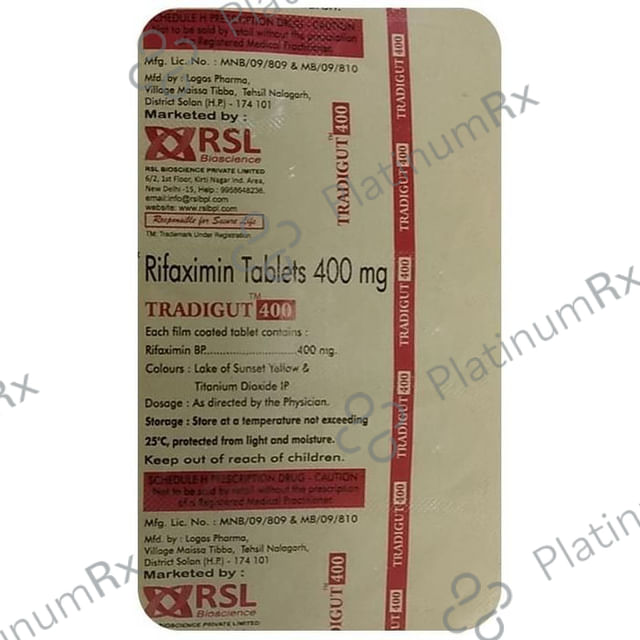 SCHEDULE H PRESCRIPTION DRUG - CAUTION
Not to be sold by retail without the prescription
of a Registered Medical Practitioner.
Mfg. Lic. No. : MNB/09/809 & MB/09/810
Mfd. by : Logos Pharma,
Village Maissa Tibba, Tehsil Nalagarh,
District Solan (H.P.) - 174 101
Marketed by :
RSL
Bioscience
RSL BIOSCIENCE PRIVATE LIMITED
6/2, 1st Floor, Kirti Nagar Ind. Area,
New Delhi -15, Help.: 9958648236,
email:info@rslbpl.com
website: www.rslbpl.com
Responsible for Secure Life
TM: Trademark Under Registration
Rifaximin Tablets 400 mg
TRADIGUT™ 400
Each film coated tablet contains :
Rifaximin BP............................400 mg.
Colours : Lake of Sunset Yellow &
Titanium Dioxide IP
Dosage : As directed by the Physician.
Storage : Store at a temperature not exceeding
25°C, protected from light and moisture.
Keep out of reach of children.
SCHEDULE H PRESCRIPTION DRUG - CAUTION
Not to be sold by retail without the prescription
of a Registered Medical Practitioner.
Mfg. Lic. No. : MNB/09/809 & MB/09/810
Mfd. by : Logos Pharma,
Village Maissa Tibba, Tehsil Nalagarh,
District Solan (H.P.) - 174 101
Marketed by :
RSL
Bioscience
BIOSCIENCE PRIVATE LIMITED
TRADIGUT™ 400
DIGUT™ 400
TRADIGUT 400
TRADIGUT 400
TRADIGUT 400
TRADIGUT 400
TRADIGUT 400
GUT 400
PlatinumRx
PlatinumRx
PlatinumRx
PlatinumRx
Rx
PlatinumRx